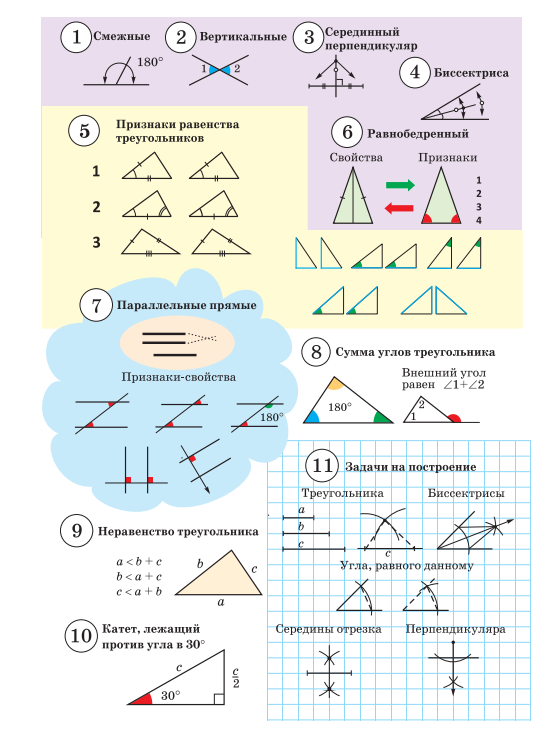 1 Смежные
180°
2 Вертикальные
1 2
3 Серединный
перпендикуляр
4 Биссектриса
5 Признаки равенства
треугольников
1
2
3
6 Равнобедренный
Свойства Признаки
1
2
3
4
7 Параллельные прямые
Признаки-свойства
180°
8 Сумма углов треугольника
180°
Внешний угол
равен ∠1+∠2
2
1
9 Неравенство треугольника
a < b + c
b < a + c
c < a + b
b c
a
10 Катет, лежащий
против угла в 30°
c
c
2
30°
11 Задачи на построение
Треугольника Биссектрисы
a
b
c c
Угла, равного данному
Середины отрезка Перпендикуляра